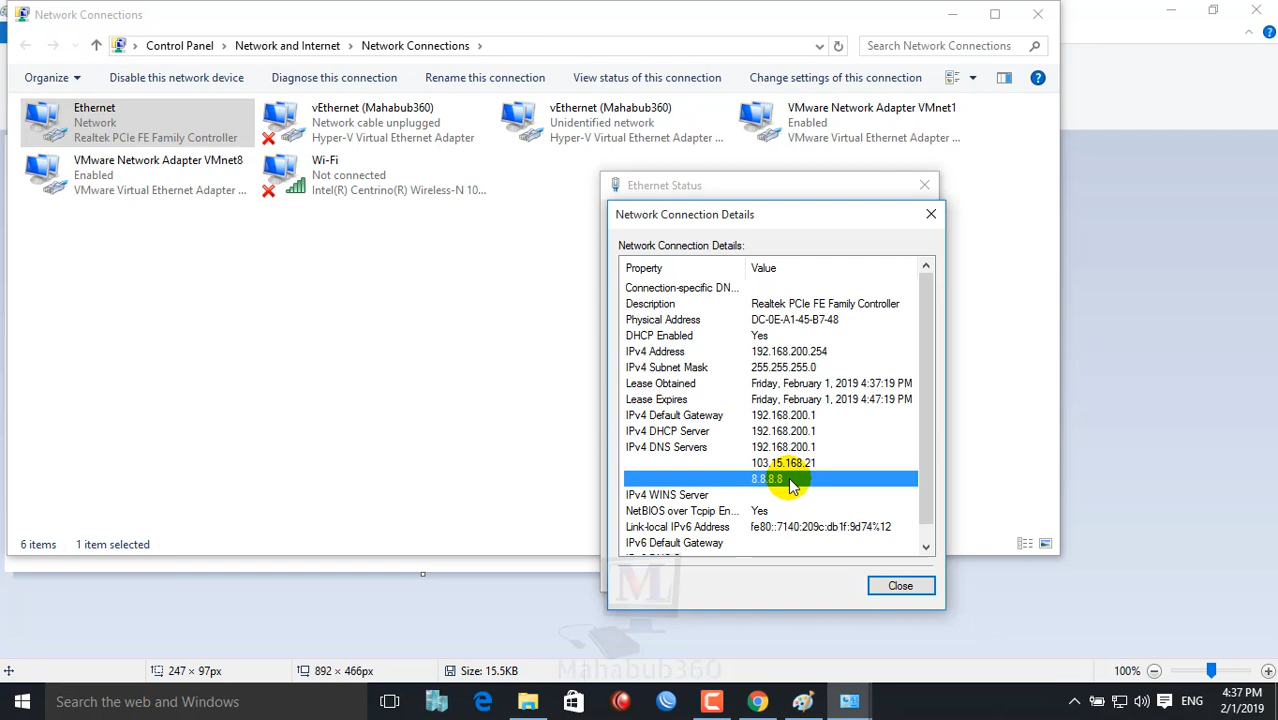 Network Connections
Control Panel > Network and Internet > Network Connections >
Search Network Connections
Organize
Disable this network device
Diagnose this connection
Rename this connection
View status of this connection
Change settings of this connection
Ethernet
Network
Realtek PCIe FE Family Controller
vEthernet (Mahabub360)
Network cable unplugged
Hyper-V Virtual Ethernet Adapter
vEthernet (Mahabub360)
Unidentified network
Hyper-V Virtual Ethernet Adapter ...
VMware Network Adapter VMnet1
Enabled
VMware Virtual Ethernet Adapter ...
VMware Network Adapter VMnet8
Enabled
VMware Virtual Ethernet Adapter ...
Wi-Fi
Not connected
Intel(R) Centrino(R) Wireless-N 10...
Ethernet Status
Network Connection Details
Network Connection Details:
Property Value
Connection-specific DN...
Description Realtek PCIe FE Family Controller
Physical Address DC-0E-A1-45-B7-48
DHCP Enabled Yes
IPv4 Address 192.168.200.254
IPv4 Subnet Mask 255.255.255.0
Lease Obtained Friday, February 1, 2019 4:37:19 PM
Lease Expires Friday, February 1, 2019 4:47:19 PM
IPv4 Default Gateway 192.168.200.1
IPv4 DHCP Server 192.168.200.1
IPv4 DNS Servers 192.168.200.1
103.15.168.21
8.8.8.8
IPv4 WINS Server
NetBIOS over Tcpip En... Yes
Link-local IPv6 Address fe80::7140:209c:db1f:9d74%12
IPv6 Default Gateway
Close
6 items 1 item selected
M
Mahabub360
247 × 97px
892 × 466px
Size: 15.5KB
100%
Search the web and Windows
ENG
4:37 PM
2/1/2019